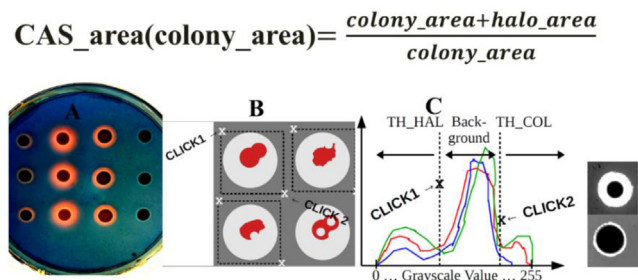 CAS_area(colony_area)= colony_area+halo_area
colony_area
A
B
C
TH_HAL Back-ground TH_COL
CLICK1
CLICK 2
CLICK1
CLICK2
0 ... Grayscale Value ... 255